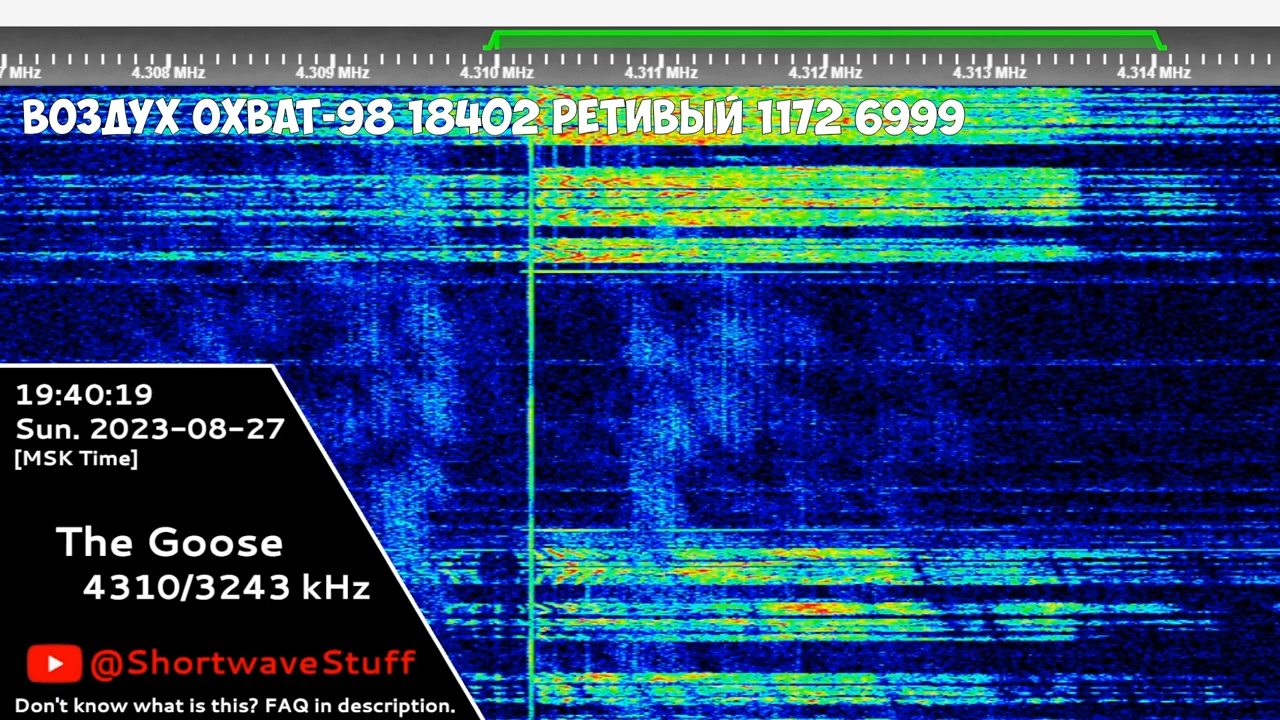 7 MHz 4.308 MHz 4.309 MHz 4.310 MHz 4.311 MHz 4.312 MHz 4.313 MHz 4.314 MHz
ВОЗДУХ ОХВАТ-98 18402 РЕТИВЫЙ 1172 6999
19:40:19
Sun. 2023-08-27
[MSK Time]
The Goose
4310/3243 kHz
@ShortwaveStuff
Don't know what is this? FAQ in description.